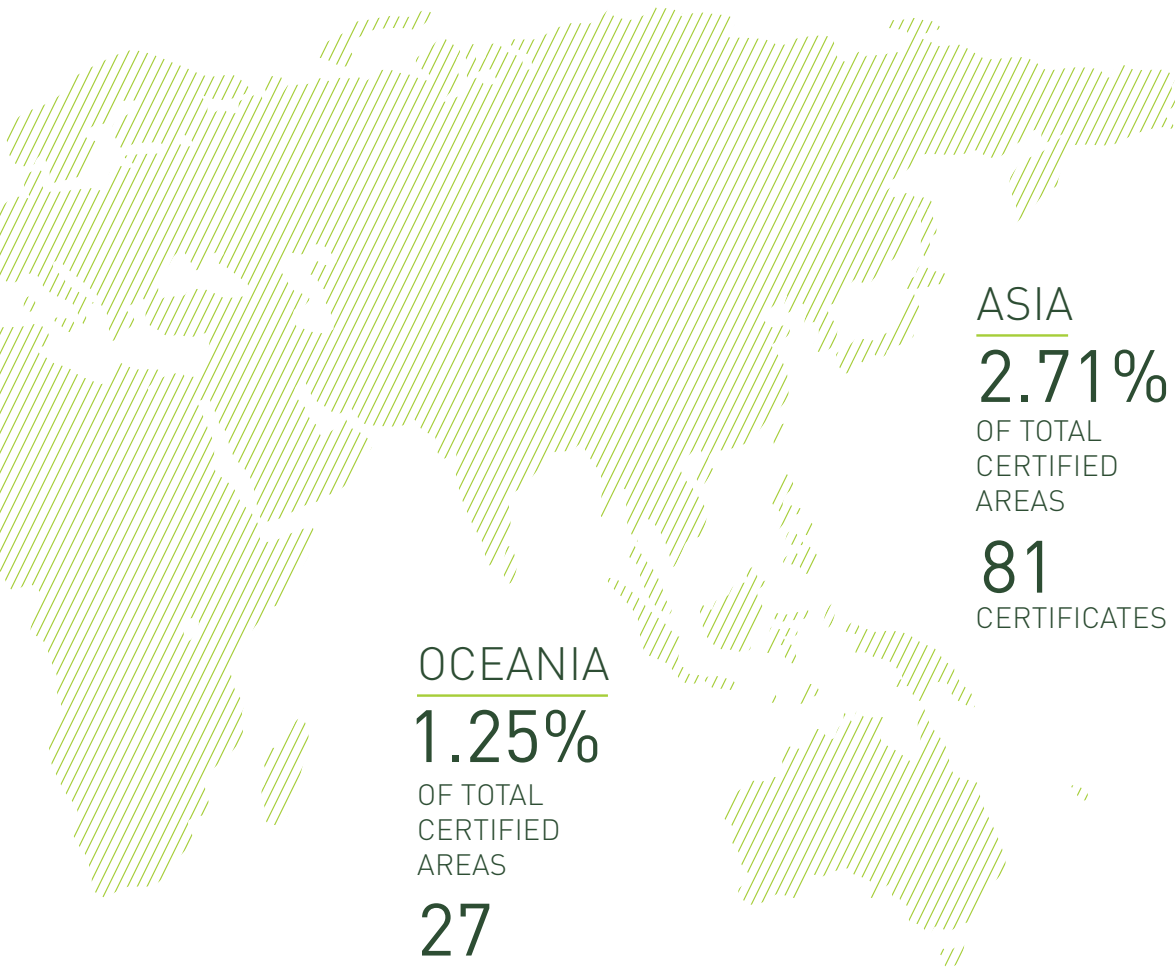 ASIA
2.71%
OF TOTAL
CERTIFIED
AREAS
81
CERTIFICATES
OCEANIA
1.25%
OF TOTAL
CERTIFIED
AREAS
27